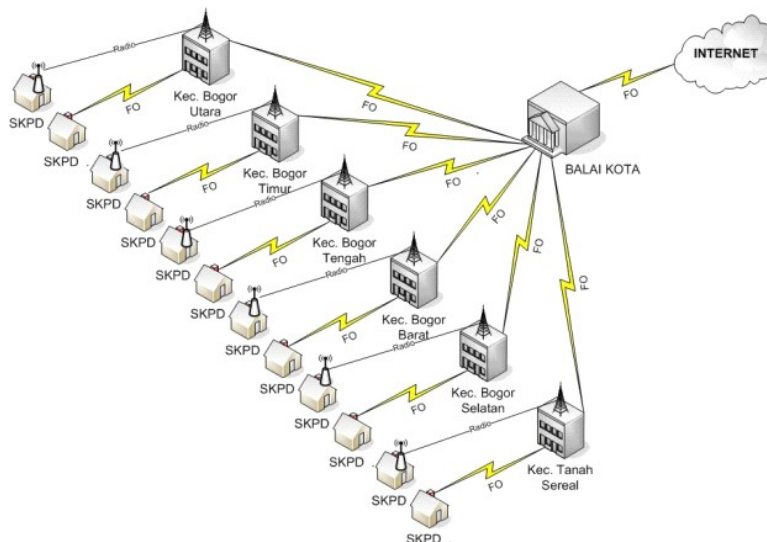 INTERNET
FO
BALAI KOTA
Radio
FO
FO
Kec. Bogor
Utara
SKPD
SKPD
Radio
FO
FO
Kec. Bogor
Timur
SKPD
SKPD
Radio
FO
FO
Kec. Bogor
Tengah
SKPD
SKPD
Radio
FO
FO
Kec. Bogor
Barat
SKPD
SKPD
Radio
FO
FO
Kec. Bogor
Selatan
SKPD
SKPD
Radio
FO
FO
Kec. Tanah
Sereal
SKPD
SKPD